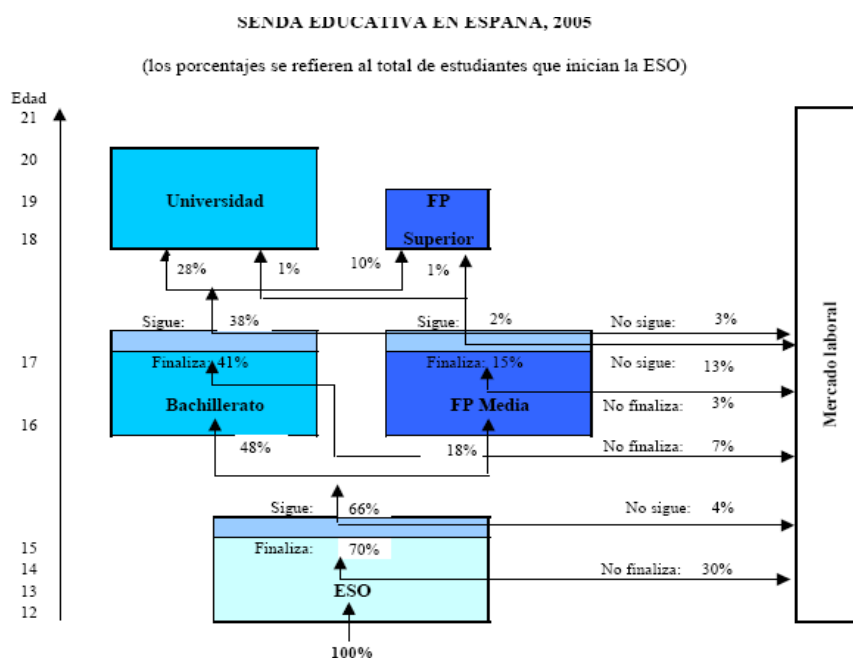 SENDA EDUCATIVA EN ESPANA, 2005
(los porcentajes se refieren al total de estudiantes que inician la ESO)
Edad
21
20
19
18
17
16
15
14
13
12
Universidad
FP
Superior
28%
1%
10%
1%
Sigue: 38%
Sigue: 2%
No sigue: 3%
Finaliza: 41%
Finaliza: 15%
No sigue: 13%
Bachillerato
FP Media
No finaliza: 3%
48%
18%
No finaliza: 7%
Sigue: 66%
No sigue: 4%
Finaliza: 70%
No finaliza: 30%
ESO
100%
Mercado laboral